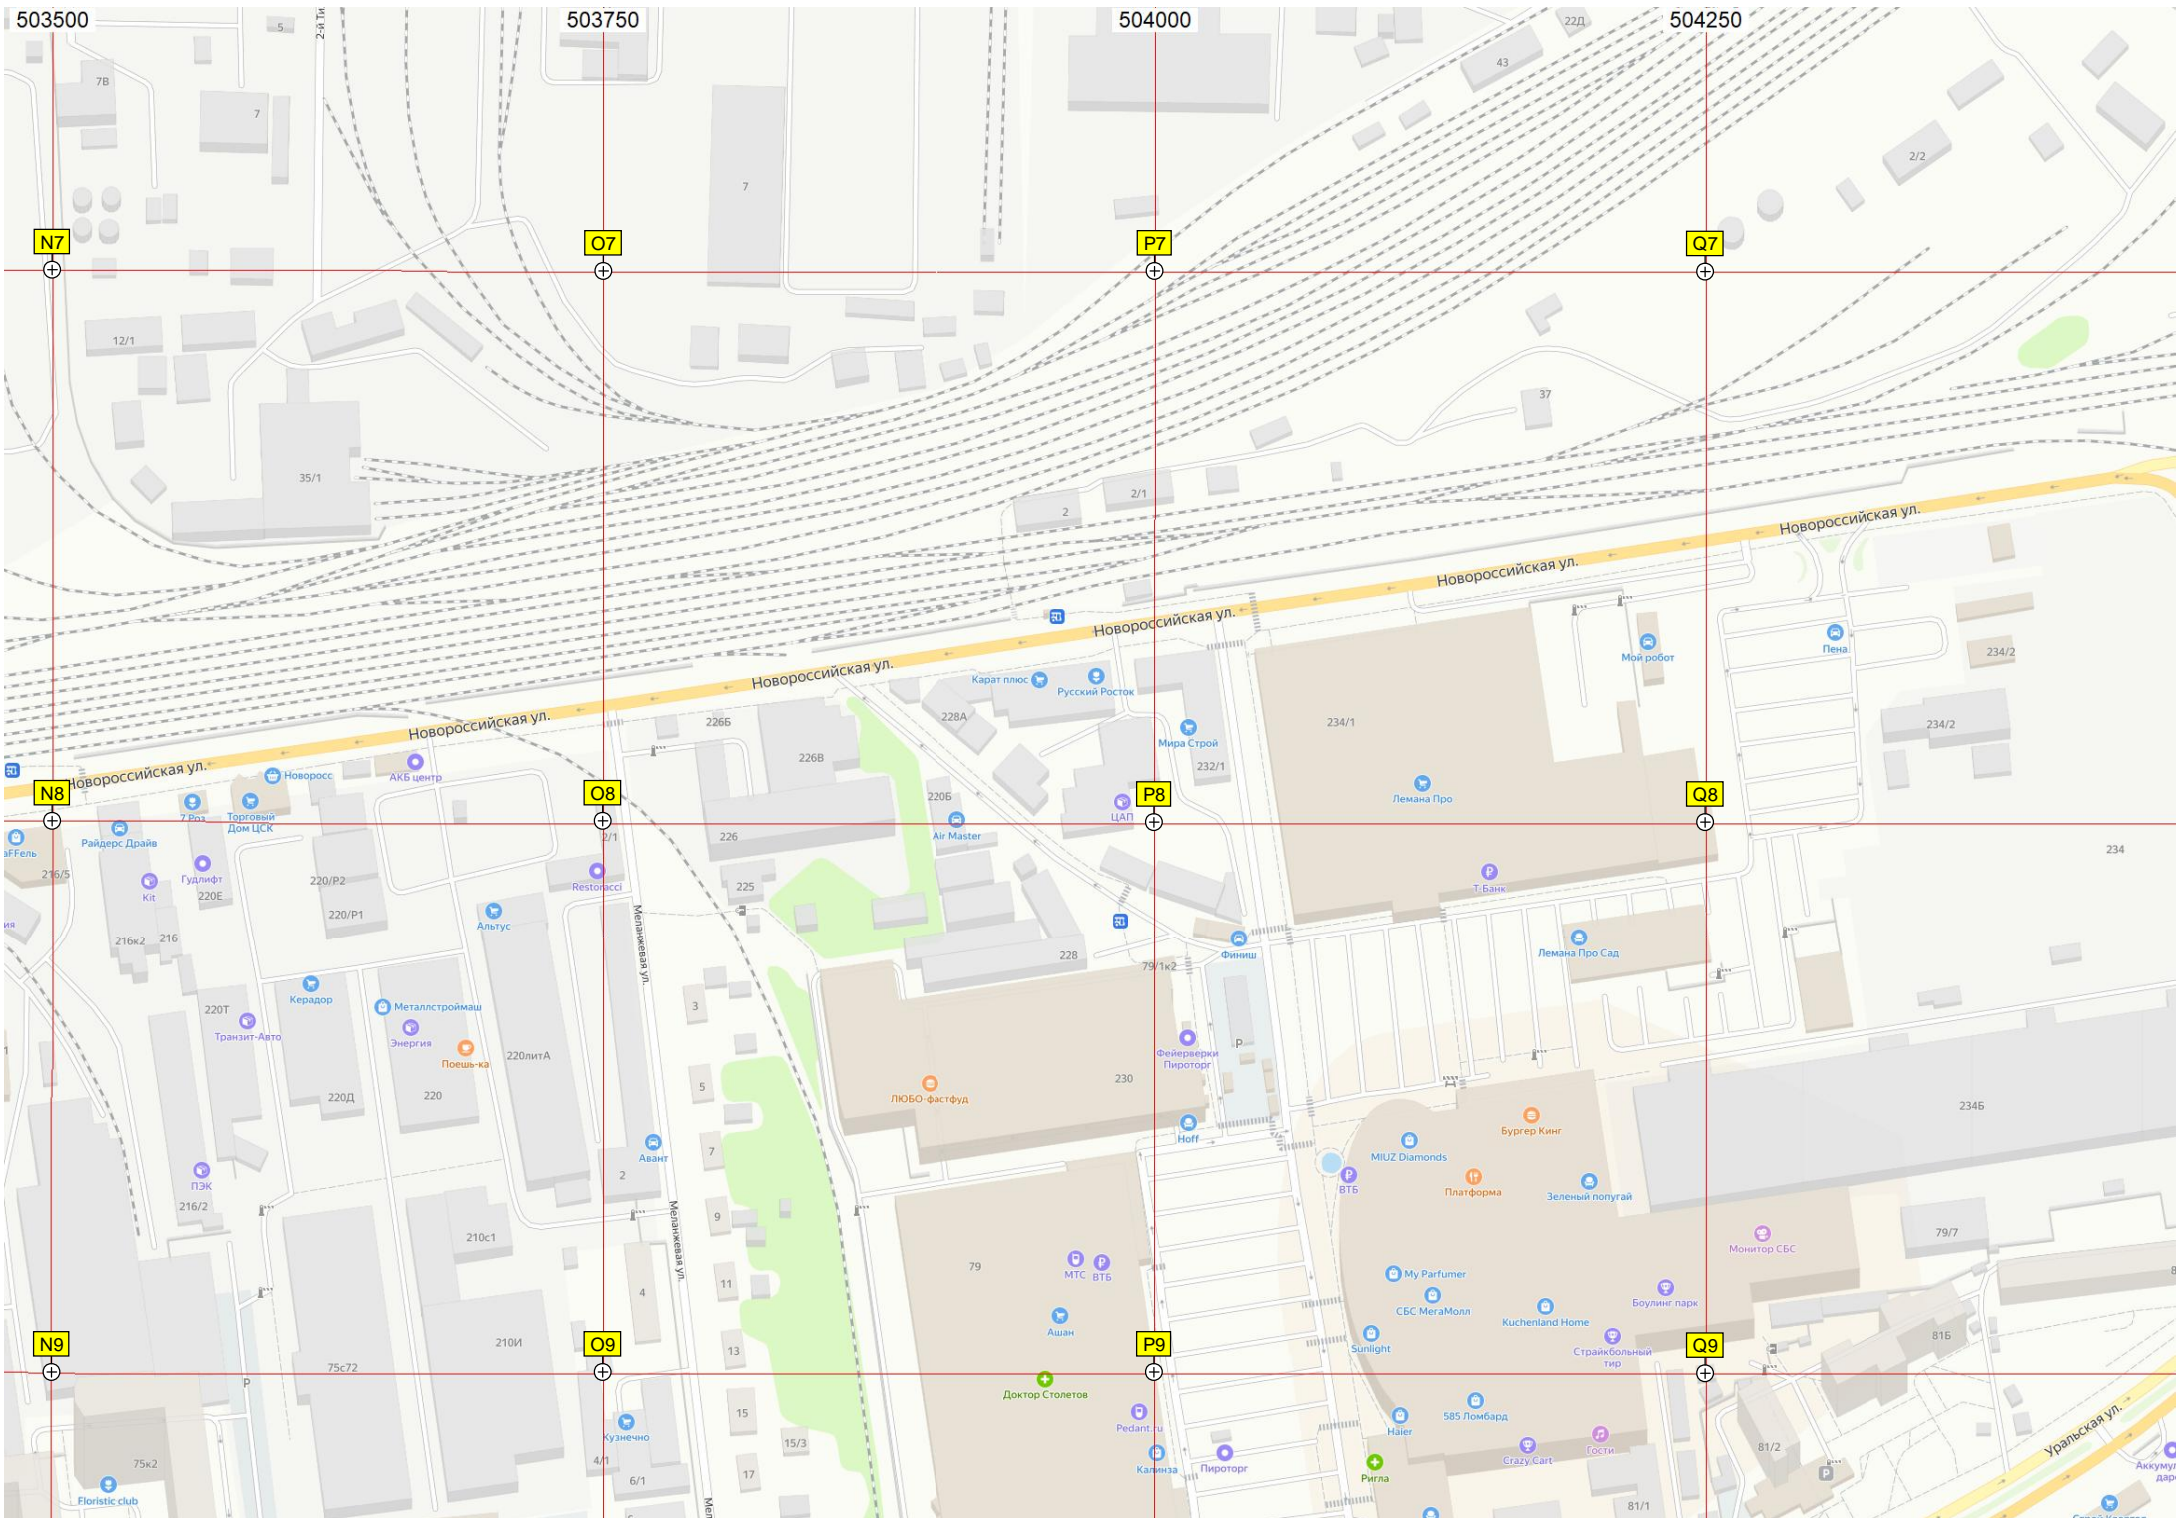 503500
503750
504000
504250
5
22Д
43
7В
7
2/2
7
N7
O7
P7
Q7
12/1
37
35/1
2/1
2
Новороссийская ул.
Новороссийская ул.
Новороссийская ул.
Новороссийская ул.
Новороссийская ул.
Новороссийская ул.
Пена
234/2
Мой робот
Карат плюс
Русский Росток
228А
226Б
234/1
234/2
Мира Строй
226В
232/1
АКБ центр
Новоросс
Лемана Про
N8
O8
P8
Q8
7 Роз
Торговый
Дом ЦСК
220Б
ЦАП
Райдерс Драйв
2/1
226
Air Master
234
216/5
Гудлифт
Kit
220Е
220/Р2
220/Р1
Restoracci
225
Т-Банк
Альтус
Меланжевая ул.
216к2
216
228
79/1к2
Финиш
Лемана Про Сад
Керадор
Металлстроймаш
220Т
Транзит-Авто
Энергия
Поешь-ка
220литА
3
Фейерверки
Пироторг
P
220Д
220
5
ЛЮБО-фастфуд
230
234Б
Бургер Кинг
Hoff
MIUZ Diamonds
Авант
7
ПЭК
2
ВТБ
Платформа
Зеленый попугай
216/2
9
Меланжевая ул.
210с1
79/7
Монитор СБС
79
МТС
ВТБ
My Parfumer
11
4
СБС МегаМолл
Боулинг парк
Kuchenland Home
Ашан
Sunlight
Страйкбольный
тир
81Б
N9
O9
P9
Q9
210И
13
75с72
P
Доктор Столетов
585 Ломбард
15
Pedant.ru
Haier
Кузнечно
15/3
Гости
Уральская ул.
75к2
4/1
6/1
17
Калинза
Пироторг
Ригла
Crazy Cart
81/2
P
Floristic club
81/1